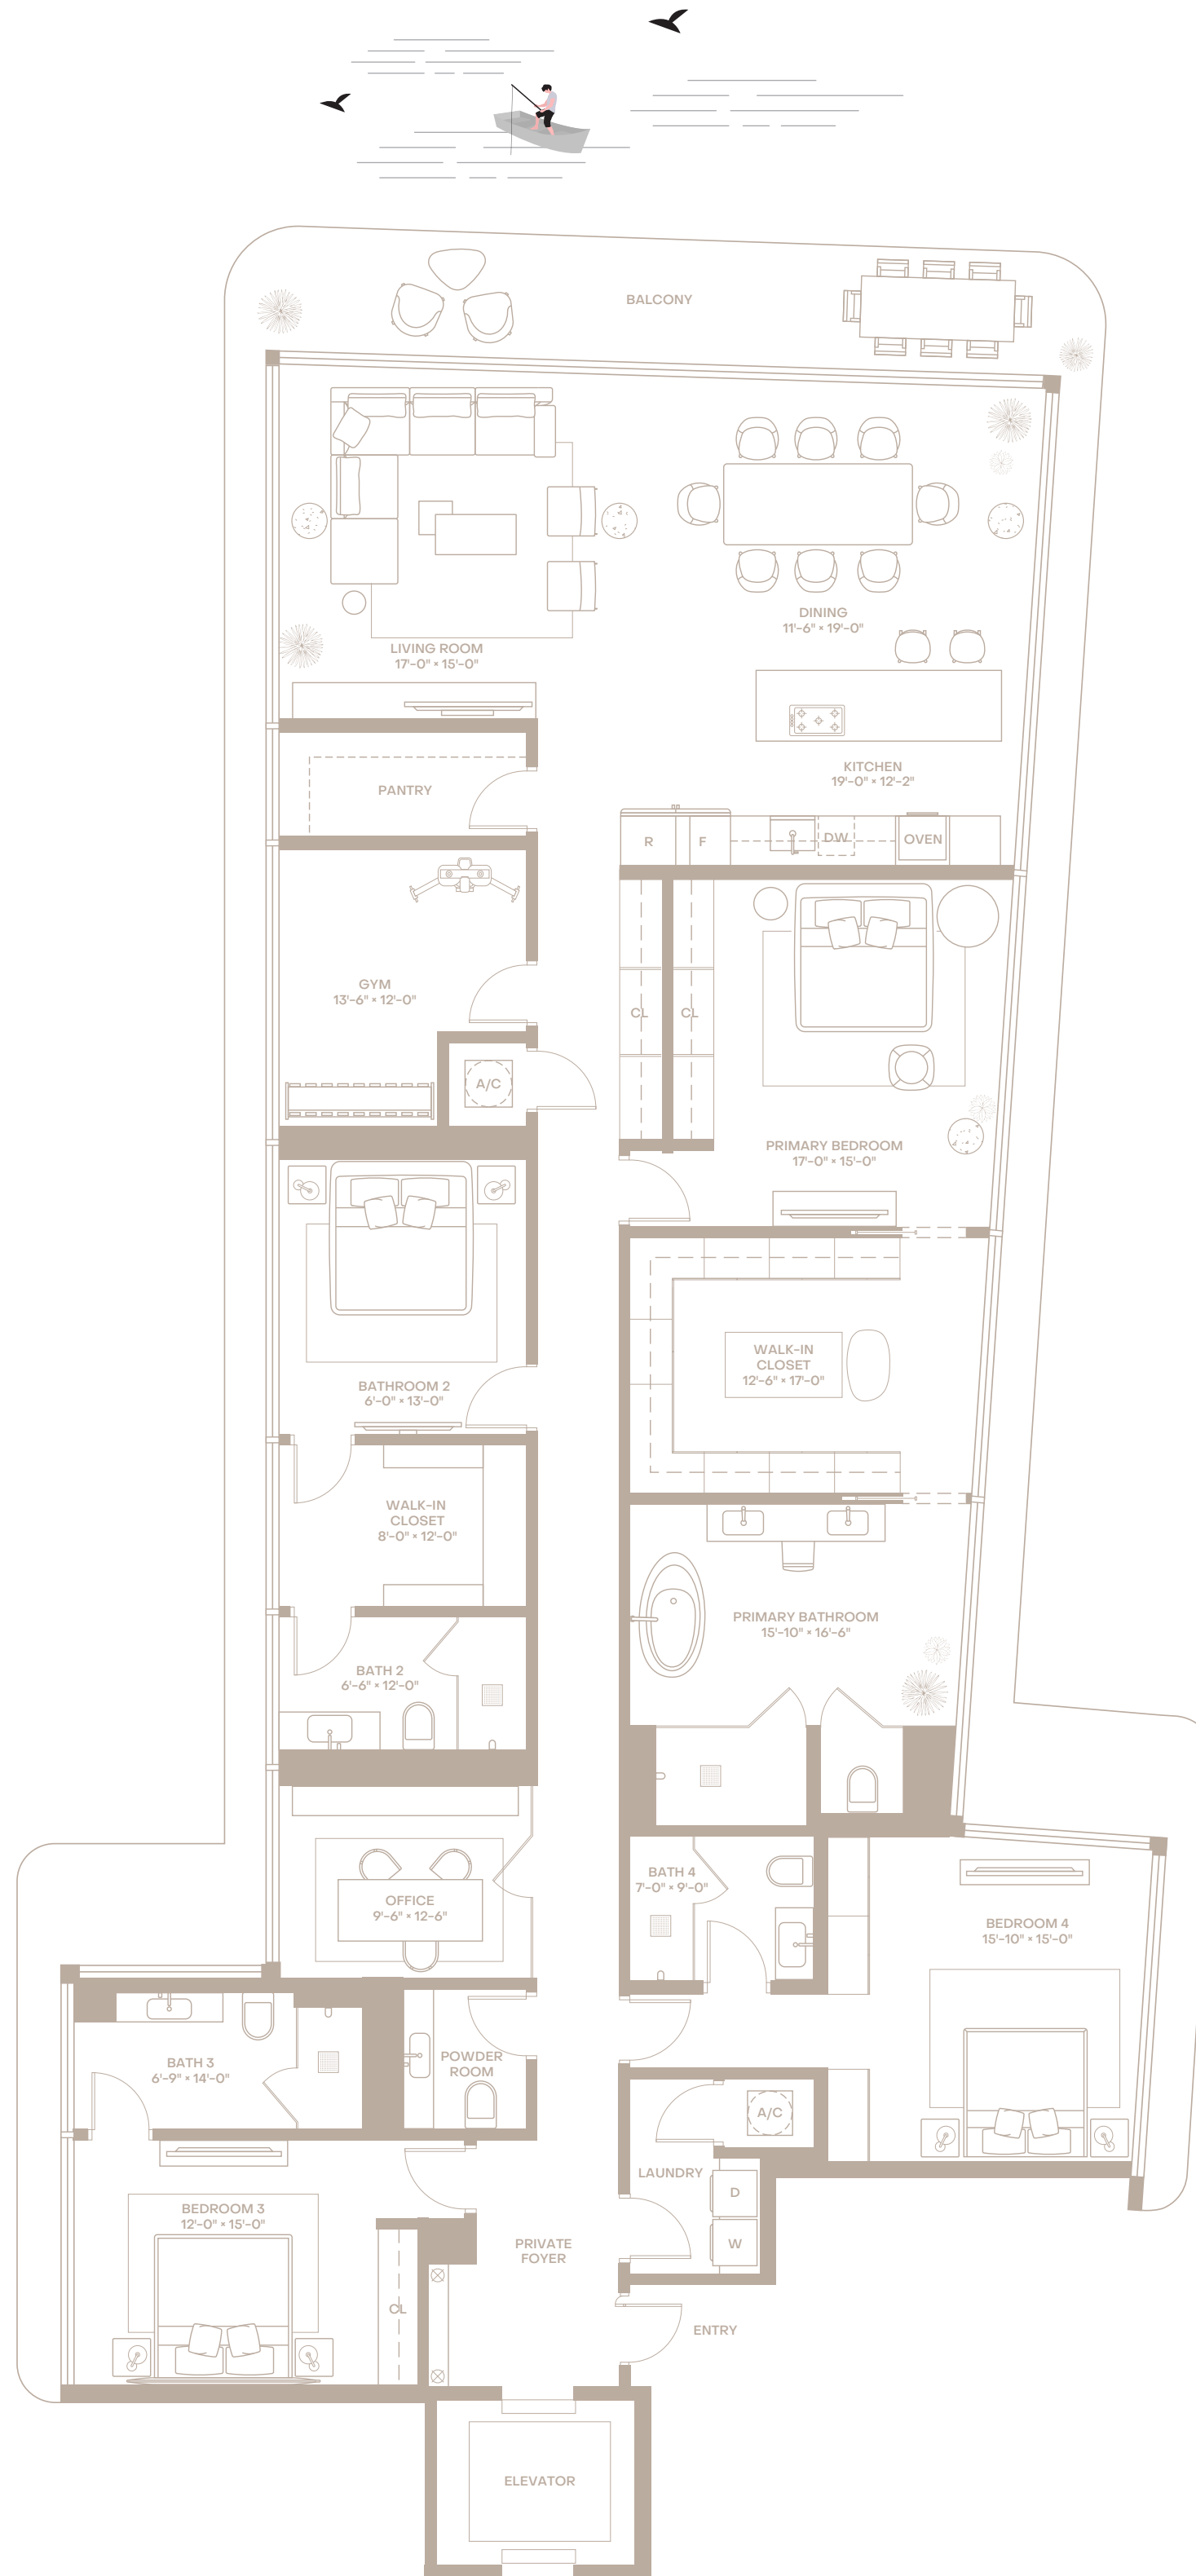 BALCONY
DINING
11'-6" × 19'-0"
LIVING ROOM
17'-0" × 15'-0"
KITCHEN
19'-0" × 12'-2"
PANTRY
R
F
DW
OVEN
GYM
13'-6" × 12'-0"
CL
CL
A/C
PRIMARY BEDROOM
17'-0" × 15'-0"
WALK-IN
CLOSET
12'-6" × 17'-0"
BATHROOM 2
6'-0" × 13'-0"
WALK-IN
CLOSET
8'-0" × 12'-0"
PRIMARY BATHROOM
15'-10" × 16'-6"
BATH 2
6'-6" × 12'-0"
BATH 4
7'-0" × 9'-0"
OFFICE
9'-6" × 12-6"
BEDROOM 4
15'-10" × 15'-0"
BATH 3
6'-9" × 14'-0"
POWDER
ROOM
A/C
LAUNDRY
D
W
BEDROOM 3
12'-0" × 15'-0"
PRIVATE
FOYER
CL
ENTRY
ELEVATOR